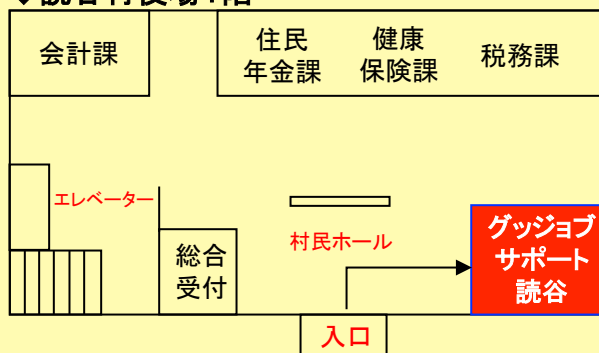 会計課
住民
年金課
健康
保険課
税務課
エレベーター
総合
受付
村民ホール
グッジョブ
サポート
読谷
入口